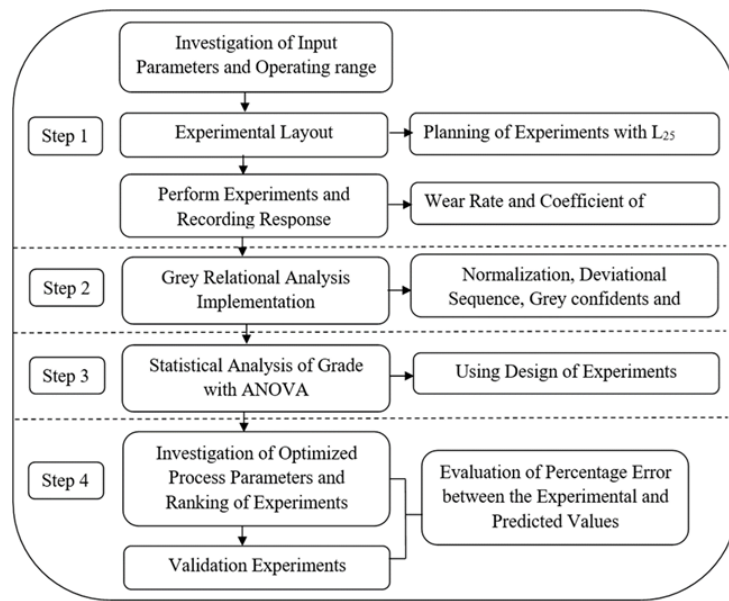 Investigation of Input
Parameters and Operating range
Step 1
Experimental Layout
Planning of Experiments with L₂₅
Perform Experiments and
Recording Response
Wear Rate and Coefficient of
Step 2
Grey Relational Analysis
Implementation
Normalization, Deviational
Sequence, Grey confidents and
Step 3
Statistical Analysis of Grade
with ANOVA
Using Design of Experiments
Step 4
Investigation of Optimized
Process Parameters and
Ranking of Experiments
Evaluation of Percentage Error
between the Experimental and
Predicted Values
Validation Experiments